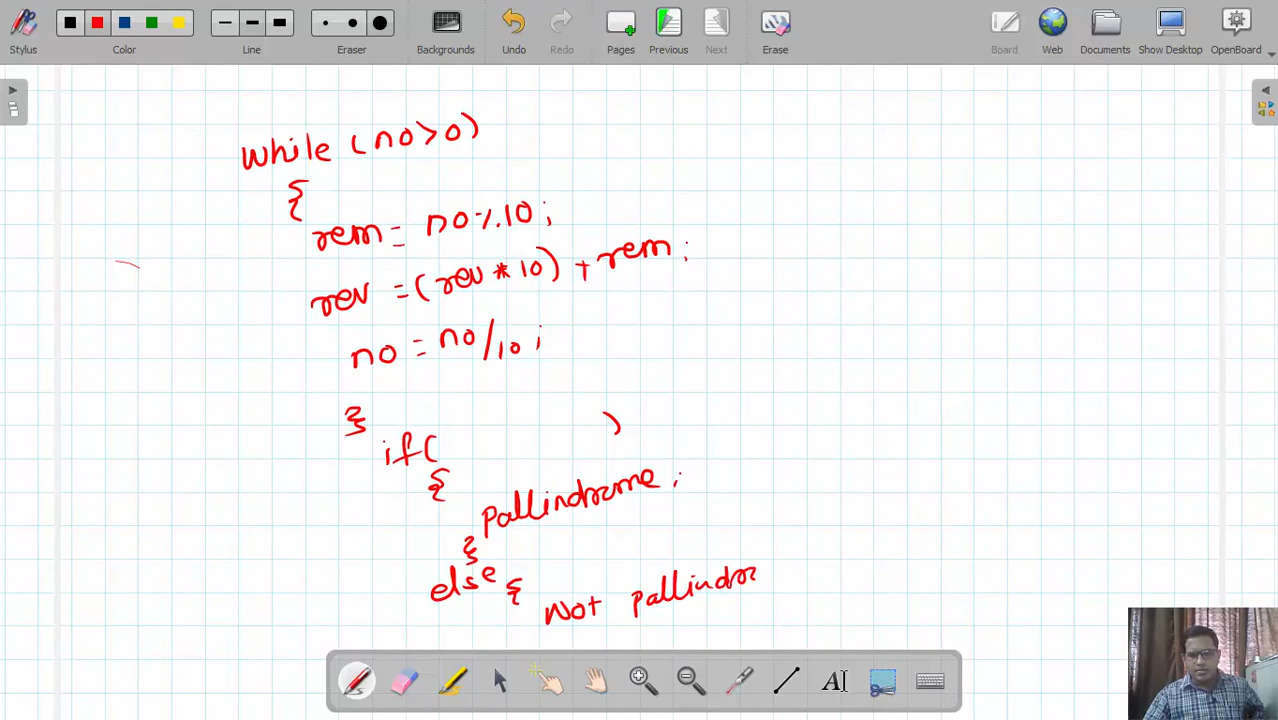 Stylus Color Line Eraser Backgrounds Undo Redo Pages Previous Next Erase Board Web Documents Show Desktop OpenBoard
while (no>0)
{
rem = no%10;
rev = (rev*10) + rem;
no = no/10;
}
if( )
{
pallindrome;
}
else {
Not pallindr